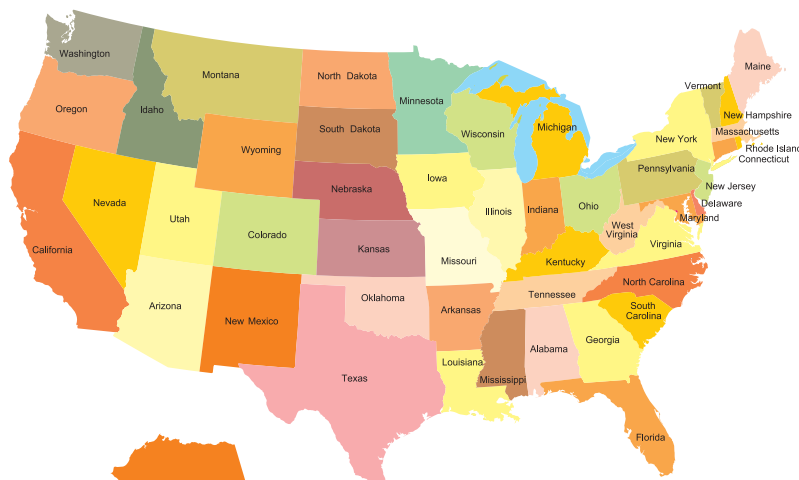 Washington
Montana
North Dakota
Minnesota
Maine
Vermont
Oregon
Idaho
New Hampshire
Massachusetts
Wisconsin
Michigan
New York
Rhode Island
Connecticut
South Dakota
Wyoming
Pennsylvania
Iowa
Nebraska
New Jersey
Nevada
Utah
Illinois
Indiana
Ohio
Delaware
Maryland
Colorado
West
Virginia
Virginia
California
Kansas
Missouri
Kentucky
North Carolina
Arizona
Oklahoma
Tennessee
New Mexico
Arkansas
South
Carolina
Georgia
Alabama
Louisiana
Mississippi
Texas
Florida